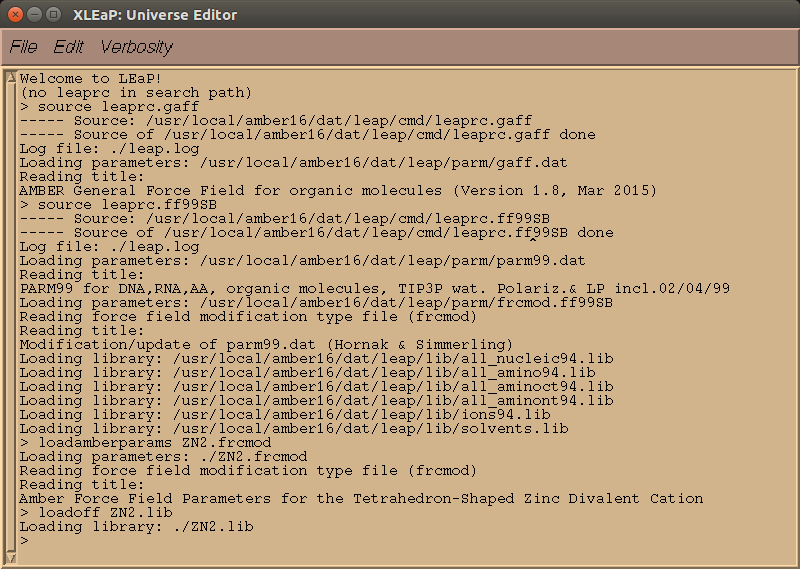 XLEaP: Universe Editor
File Edit Verbosity
Welcome to LEaP!
(no leaprc in search path)
> source leaprc.gaff
----- Source: /usr/local/amber16/dat/leap/cmd/leaprc.gaff
----- Source of /usr/local/amber16/dat/leap/cmd/leaprc.gaff done
Log file: ./leap.log
Loading parameters: /usr/local/amber16/dat/leap/parm/gaff.dat
Reading title:
AMBER General Force Field for organic molecules (Version 1.8, Mar 2015)
> source leaprc.ff99SB
----- Source: /usr/local/amber16/dat/leap/cmd/leaprc.ff99SB
----- Source of /usr/local/amber16/dat/leap/cmd/leaprc.ff99SB done
Log file: ./leap.log
Loading parameters: /usr/local/amber16/dat/leap/parm/parm99.dat
Reading title:
PARM99 for DNA,RNA,AA, organic molecules, TIP3P wat. Polariz.& LP incl.02/04/99
Loading parameters: /usr/local/amber16/dat/leap/parm/frcmod.ff99SB
Reading force field modification type file (frcmod)
Reading title:
Modification/update of parm99.dat (Hornak & Simmerling)
Loading library: /usr/local/amber16/dat/leap/lib/all_nucleic94.lib
Loading library: /usr/local/amber16/dat/leap/lib/all_amino94.lib
Loading library: /usr/local/amber16/dat/leap/lib/all_aminoct94.lib
Loading library: /usr/local/amber16/dat/leap/lib/all_aminont94.lib
Loading library: /usr/local/amber16/dat/leap/lib/ions94.lib
Loading library: /usr/local/amber16/dat/leap/lib/solvents.lib
> loadamberparams ZN2.frcmod
Loading parameters: ./ZN2.frcmod
Reading force field modification type file (frcmod)
Reading title:
Amber Force Field Parameters for the Tetrahedron-Shaped Zinc Divalent Cation
> loadoff ZN2.lib
Loading library: ./ZN2.lib
>